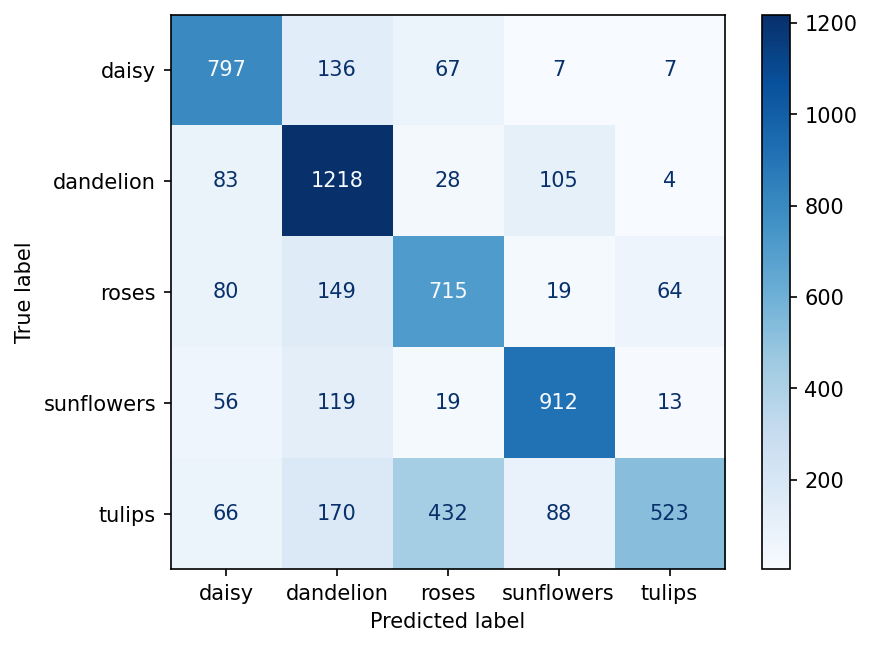 daisy 797 136 67 7 7
dandelion 83 1218 28 105 4
roses 80 149 715 19 64
sunflowers 56 119 19 912 13
tulips 66 170 432 88 523
daisy dandelion roses sunflowers tulips
Predicted label
True label
1200
1000
800
600
400
200